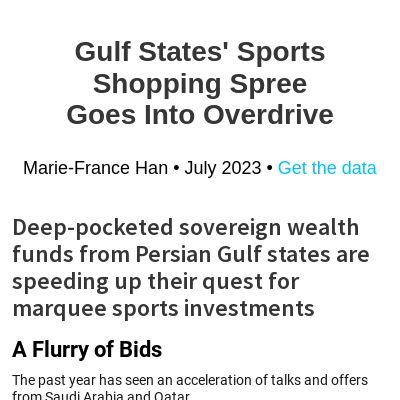 Gulf States' Sports
Shopping Spree
Goes Into Overdrive
Marie-France Han • July 2023 • Get the data
Deep-pocketed sovereign wealth
funds from Persian Gulf states are
speeding up their quest for
marquee sports investments
A Flurry of Bids
The past year has seen an acceleration of talks and offers
from Saudi Arabia and Qatar